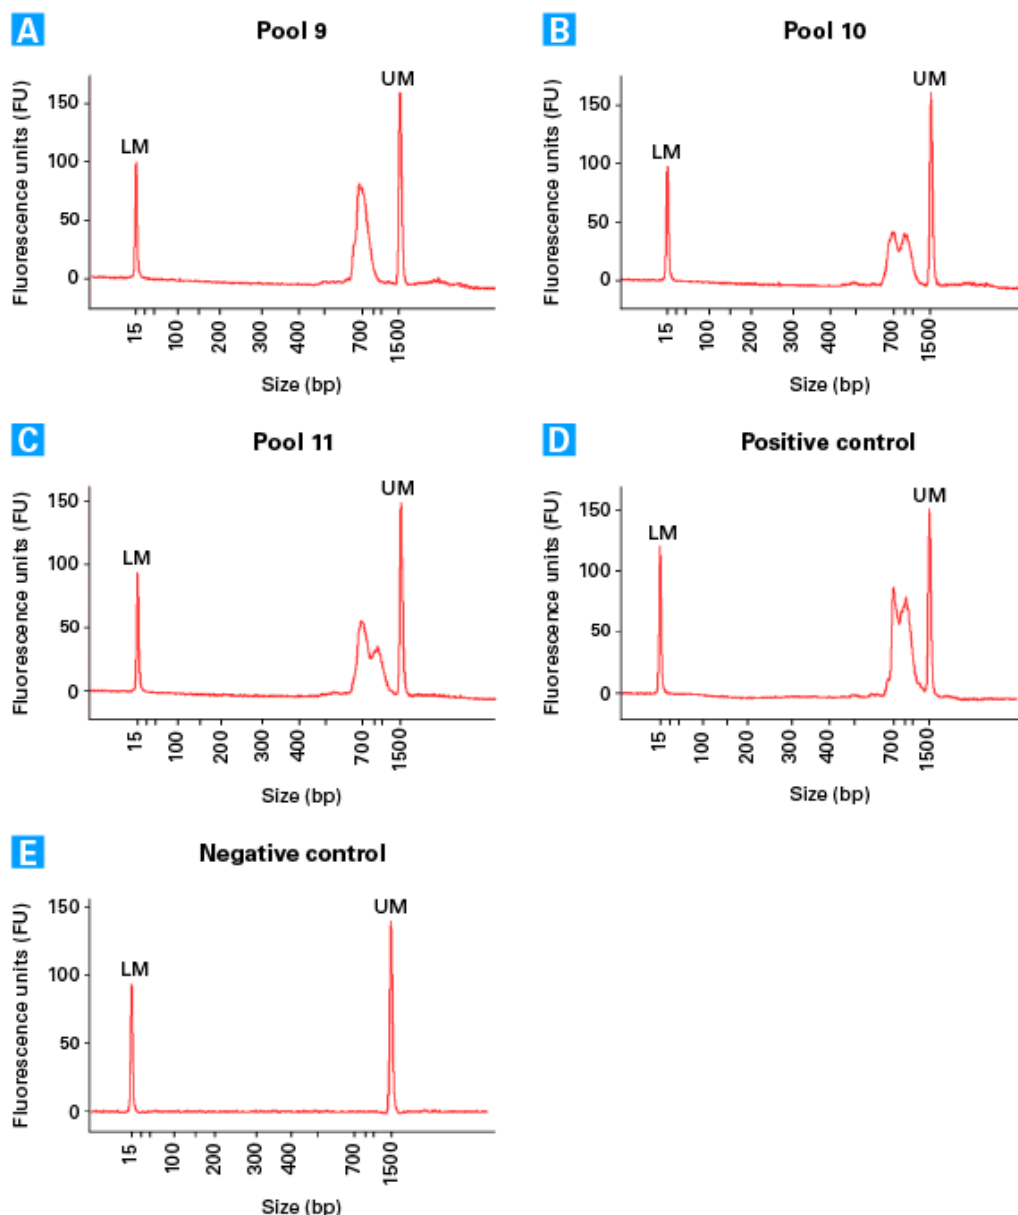 A Pool 9
Fluorescence units (FU)
150
100
50
0
LM
UM
15 100 200 300 400 700 1500
Size (bp)
B Pool 10
Fluorescence units (FU)
150
100
50
0
LM
UM
15 100 200 300 400 700 1500
Size (bp)
C Pool 11
Fluorescence units (FU)
150
100
50
0
LM
UM
15 100 200 300 400 700 1500
Size (bp)
D Positive control
Fluorescence units (FU)
150
100
50
0
LM
UM
15 100 200 300 400 700 1500
Size (bp)
E Negative control
Fluorescence units (FU)
150
100
50
0
LM
UM
15 100 200 300 400 700 1500
Size (bp)